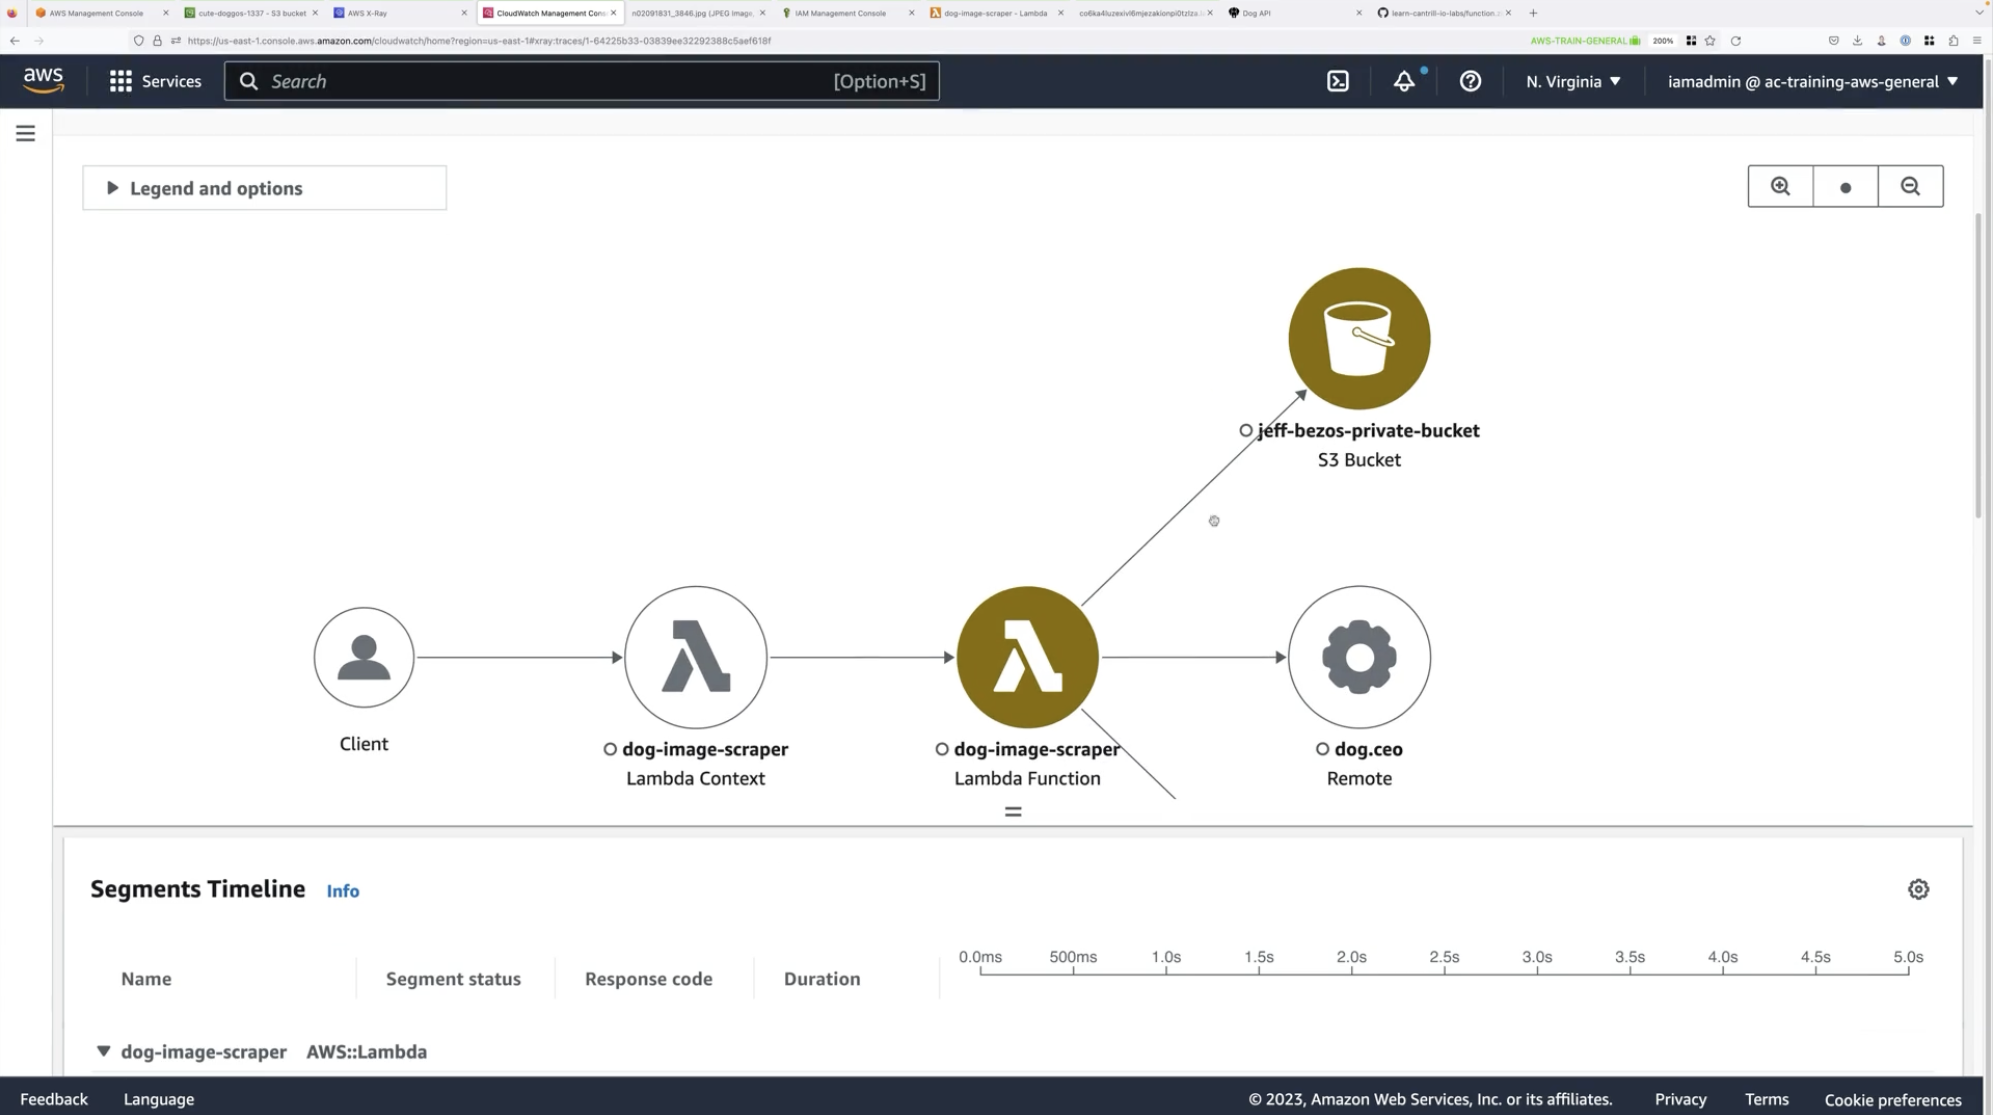 AWS Management Console
cute-doggos-1337 - S3 bucket
AWS X-Ray
CloudWatch Management Con
n02091831_3846.jpg (JPEG Image,
IAM Management Console
dog-image-scraper - Lambda
Dog API
learn-cantrill-io-labs/function.z
https://us-east-1.console.aws.amazon.com/cloudwatch/home?region=us-east-1#xray:traces/1-64225b33-03839ee32292388c5aef618f
AWS-TRAIN-GENERAL
200%
aws
Services
Search
[Option+S]
N. Virginia
iamadmin @ ac-training-aws-general
Legend and options
jeff-bezos-private-bucket
S3 Bucket
Client
dog-image-scraper
Lambda Context
dog-image-scraper
Lambda Function
dog.ceo
Remote
Segments Timeline Info
Name
Segment status
Response code
Duration
0.0ms 500ms 1.0s 1.5s 2.0s 2.5s 3.0s 3.5s 4.0s 4.5s 5.0s
dog-image-scraper AWS::Lambda
Feedback
Language
© 2023, Amazon Web Services, Inc. or its affiliates.
Privacy
Terms
Cookie preferences